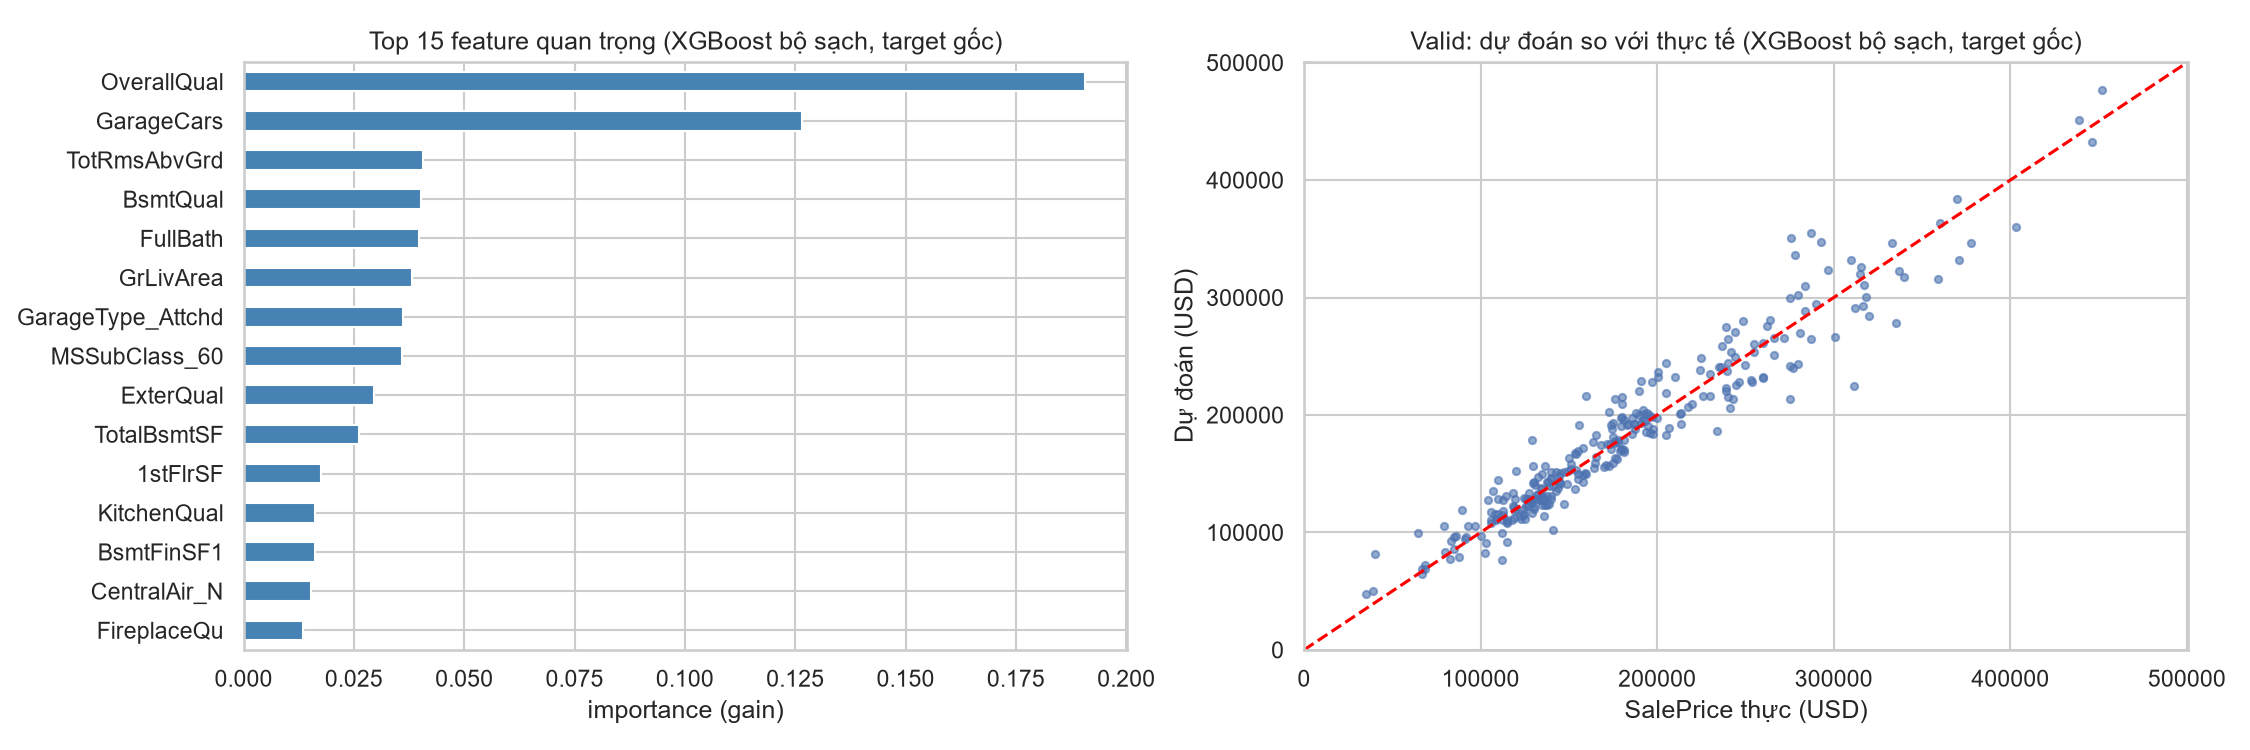 Top 15 feature quan trọng (XGBoost bộ sạch, target gốc)
OverallQual
GarageCars
TotRmsAbvGrd
BsmtQual
FullBath
GrLivArea
GarageType_Attchd
MSSubClass_60
ExterQual
TotalBsmtSF
1stFlrSF
KitchenQual
BsmtFinSF1
CentralAir_N
FireplaceQu
0.000 0.025 0.050 0.075 0.100 0.125 0.150 0.175 0.200
importance (gain)
Valid: dự đoán so với thực tế (XGBoost bộ sạch, target gốc)
Dự đoán (USD)
500000
400000
300000
200000
100000
0
0 100000 200000 300000 400000 500000
SalePrice thực (USD)